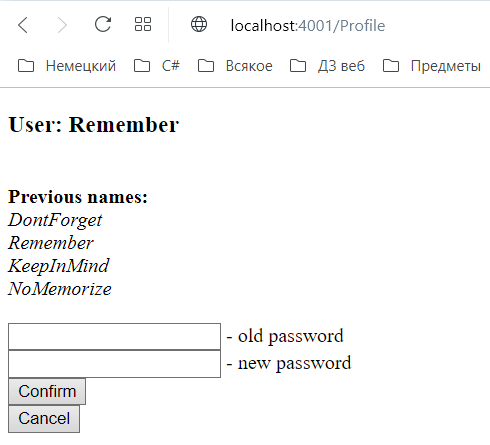 localhost:4001/Profile
Немецкий C# Всякое ДЗ веб Предметы
User: Remember
Previous names:
DontForget
Remember
KeepInMind
NoMemorize
- old password
- new password
Confirm
Cancel